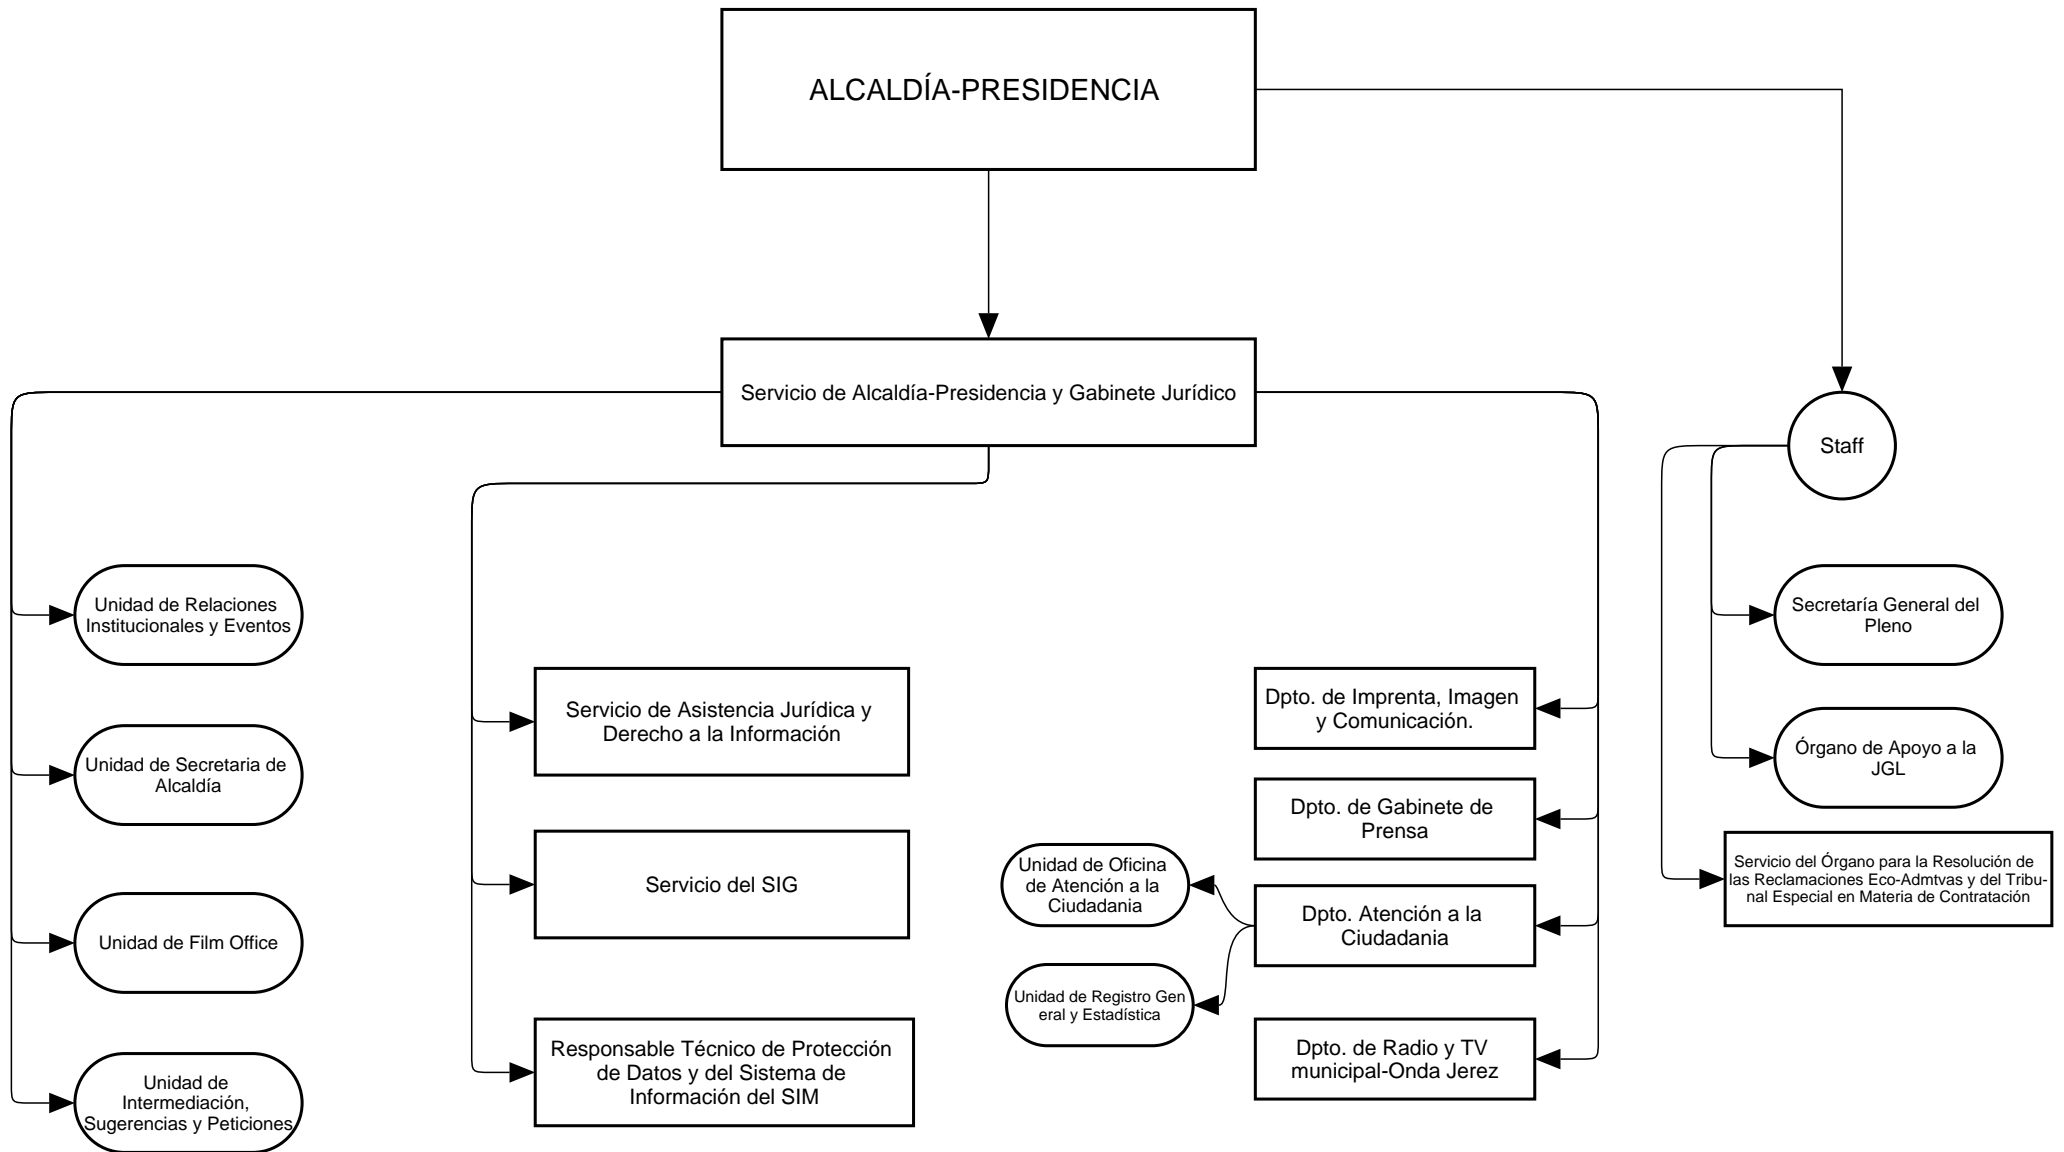 ALCALDÍA-PRESIDENCIA
Servicio de Alcaldía-Presidencia y Gabinete Jurídico
Staff
Unidad de Relaciones
Institucionales y Eventos
Unidad de Secretaria de
Alcaldía
Unidad de Film Office
Unidad de
Intermediación,
Sugerencias y Peticiones
Servicio de Asistencia Jurídica y
Derecho a la Información
Servicio del SIG
Responsable Técnico de Protección
de Datos y del Sistema de
Información del SIM
Dpto. de Imprenta, Imagen
y Comunicación.
Dpto. de Gabinete de
Prensa
Dpto. Atención a la
Ciudadania
Unidad de Oficina
de Atención a la
Ciudadania
Unidad de Registro Gen
eral y Estadística
Dpto. de Radio y TV
municipal-Onda Jerez
Secretaría General del
Pleno
Órgano de Apoyo a la
JGL
Servicio del Órgano para la Resolución de
las Reclamaciones Eco-Admtvas y del Tribu-
nal Especial en Materia de Contratación